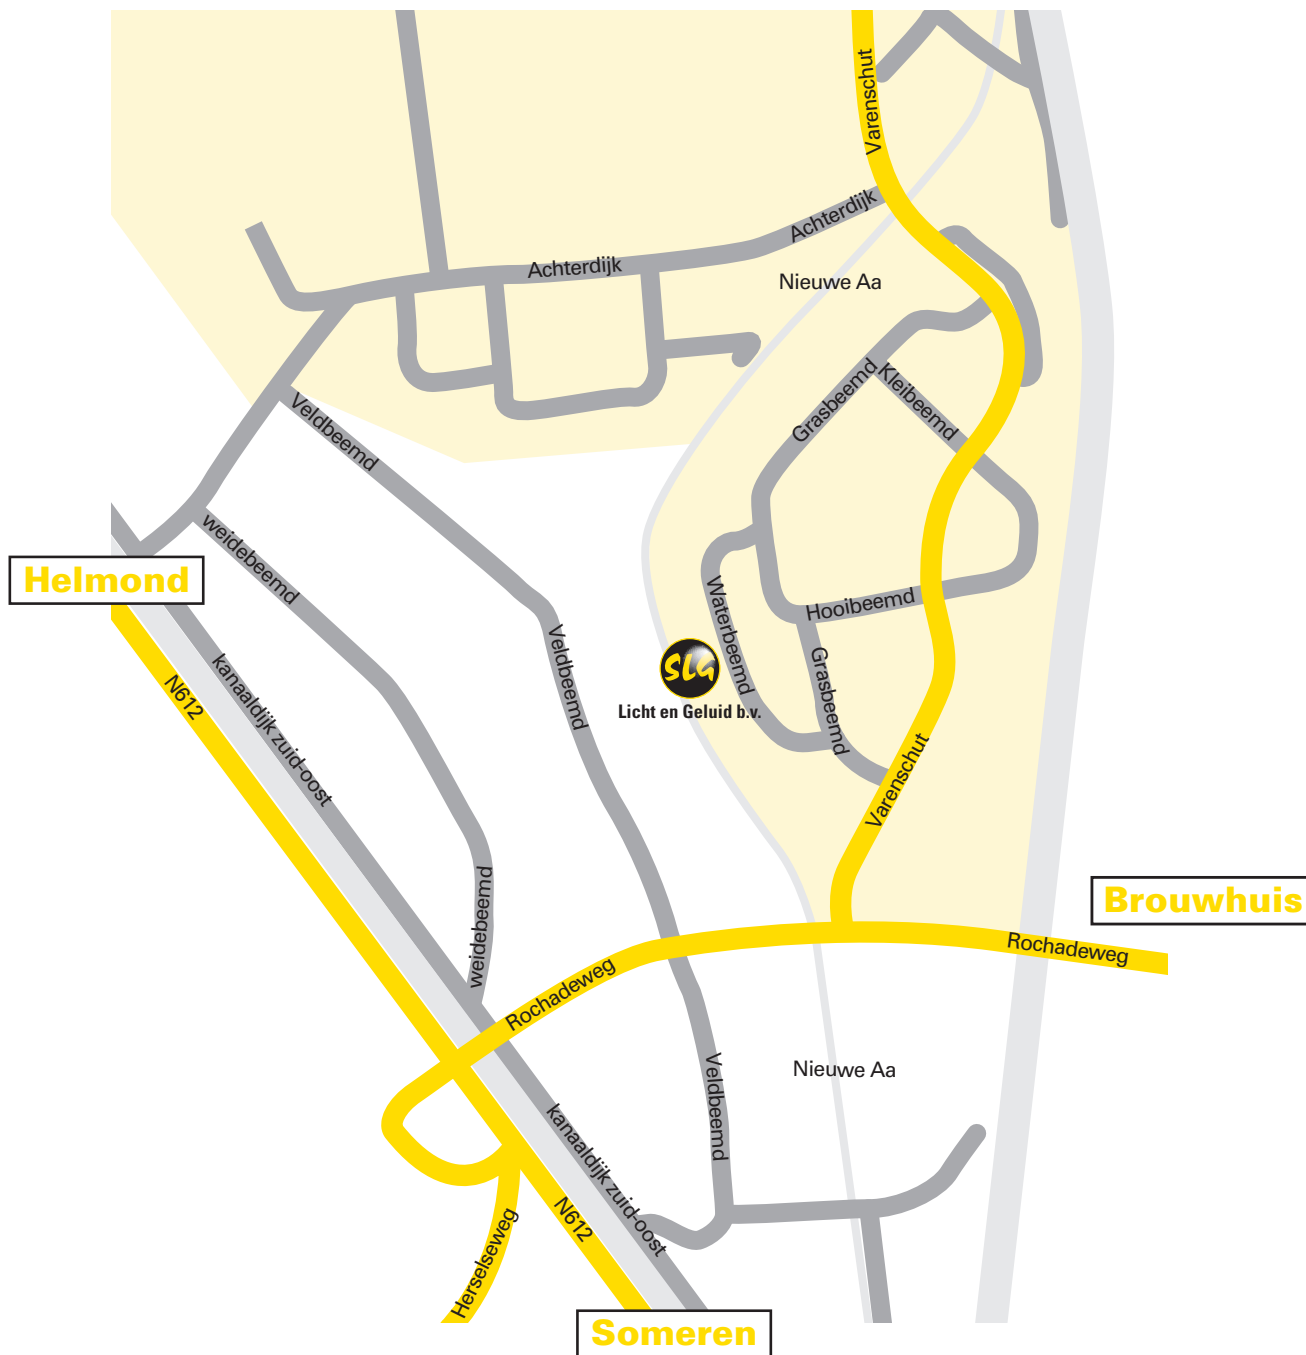 Varenschut
Achterdijk
Achterdijk
Nieuwe Aa
Grasbeemd
Kleibeemd
Veldbeemd
weidebeemd
Helmond
Waterbeemd
Hooibeemd
Veldbeemd
Grasbeemd
SLG
Licht en Geluid b.v.
kanaaldijk zuid-oost
N612
Varenschut
weidebeemd
Brouwhuis
Rochadeweg
Rochadeweg
Nieuwe Aa
Veldbeemd
kanaaldijk zuid-oost
N612
Herselseweg
Someren